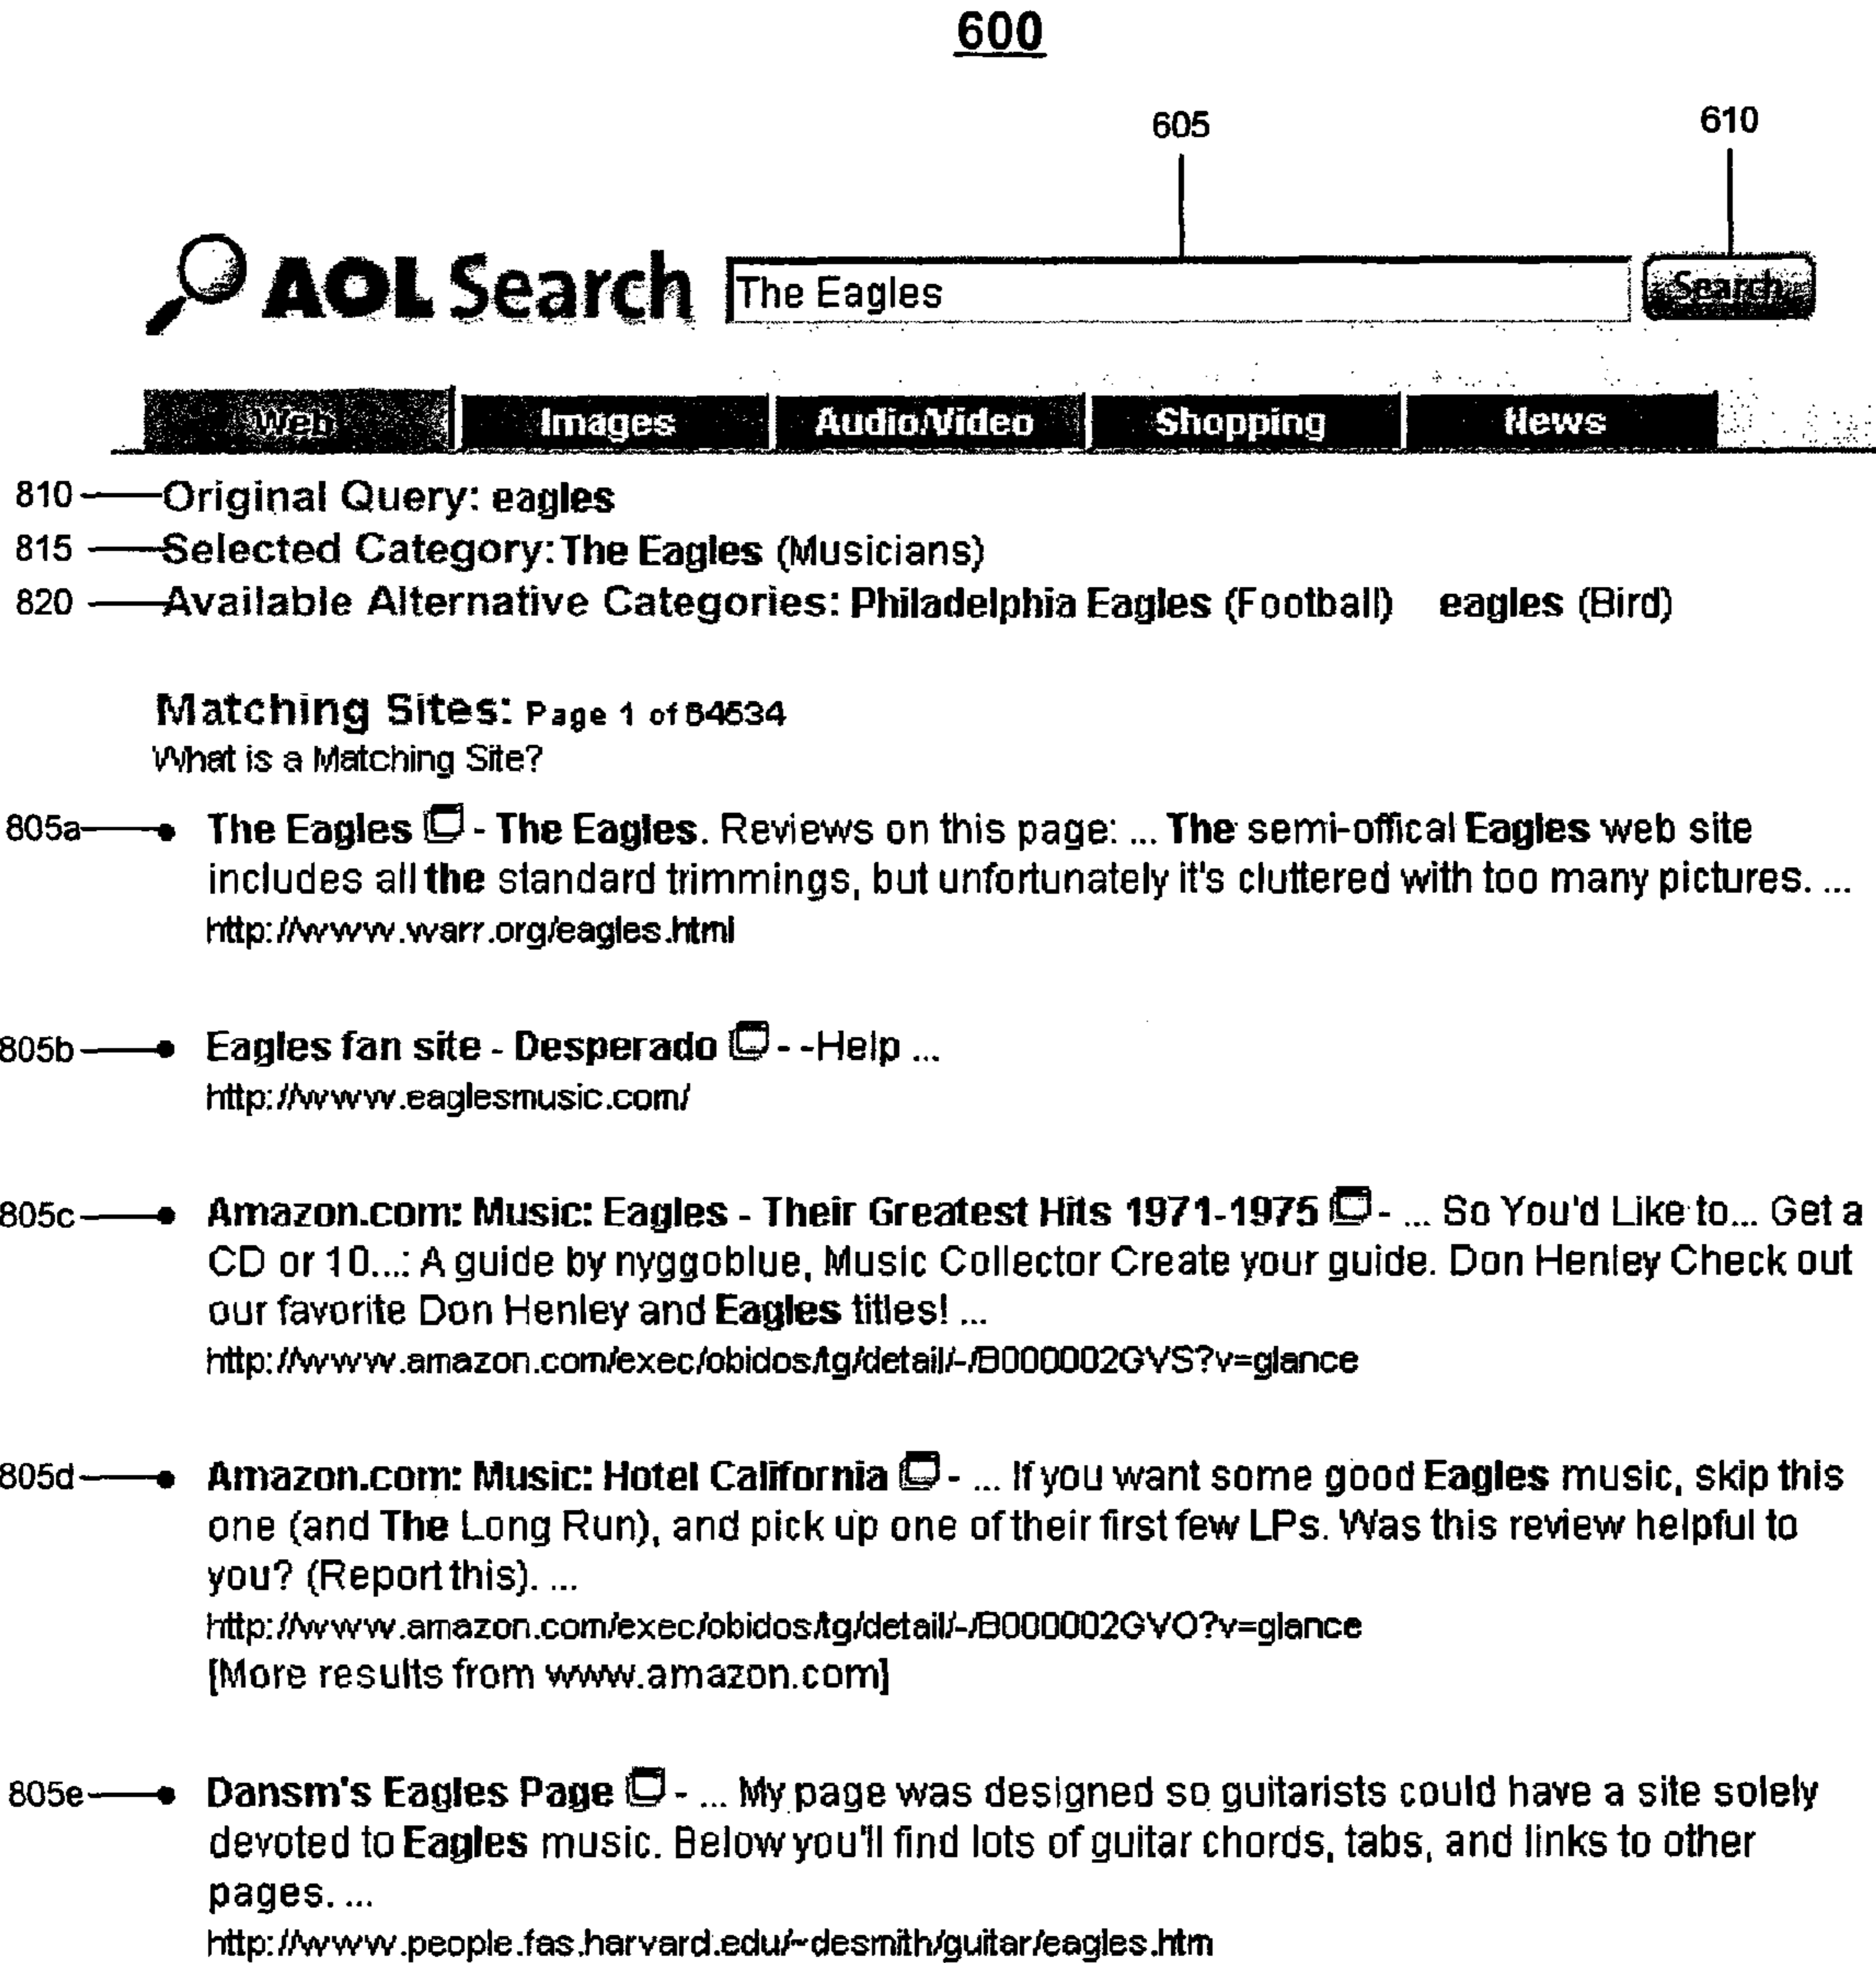 600
605
610
AOL Search
The Eagles
Search
Web
Images
Audio/Video
Shopping
News
810
Original Query: eagles
815
Selected Category: The Eagles (Musicians)
820
Available Alternative Categories: Philadelphia Eagles (Football) eagles (Bird)
Matching Sites: Page 1 of
What is a Matching Site?
805a
The Eagles - The Eagles. Reviews on this page: ... The semi-offical Eagles web site
includes all the standard trimmings, but unfortunately it's cluttered with too many pictures. ...
http://www.warr.org/eagles.html
805b
Eagles fan site - Desperado - -Help ...
http://www.eaglesmusic.com/
805c
Amazon.com: Music: Eagles - Their Greatest Hits 1971-1975 - ... So You'd Like to... Get a
CD or 10...: A guide by nyggoblue, Music Collector Create your guide. Don Henley Check out
our favorite Don Henley and Eagles titles! ...
http://www.amazon.com/exec/obidos/tg/detail/-/B000002GVS?v=glance
805d
Amazon.com: Music: Hotel California - ... If you want some good Eagles music, skip this
one (and The Long Run), and pick up one of their first few LPs. Was this review helpful to
you? (Report this). ...
http://www.amazon.com/exec/obidos/tg/detail/-/B000002GVO?v=glance
[More results from www.amazon.com]
805e
Dansm's Eagles Page - ... My page was designed so guitarists could have a site solely
devoted to Eagles music. Below you'll find lots of guitar chords, tabs, and links to other
pages. ...
http://www.people.fas.harvard.edu/~desmith/guitar/eagles.htm